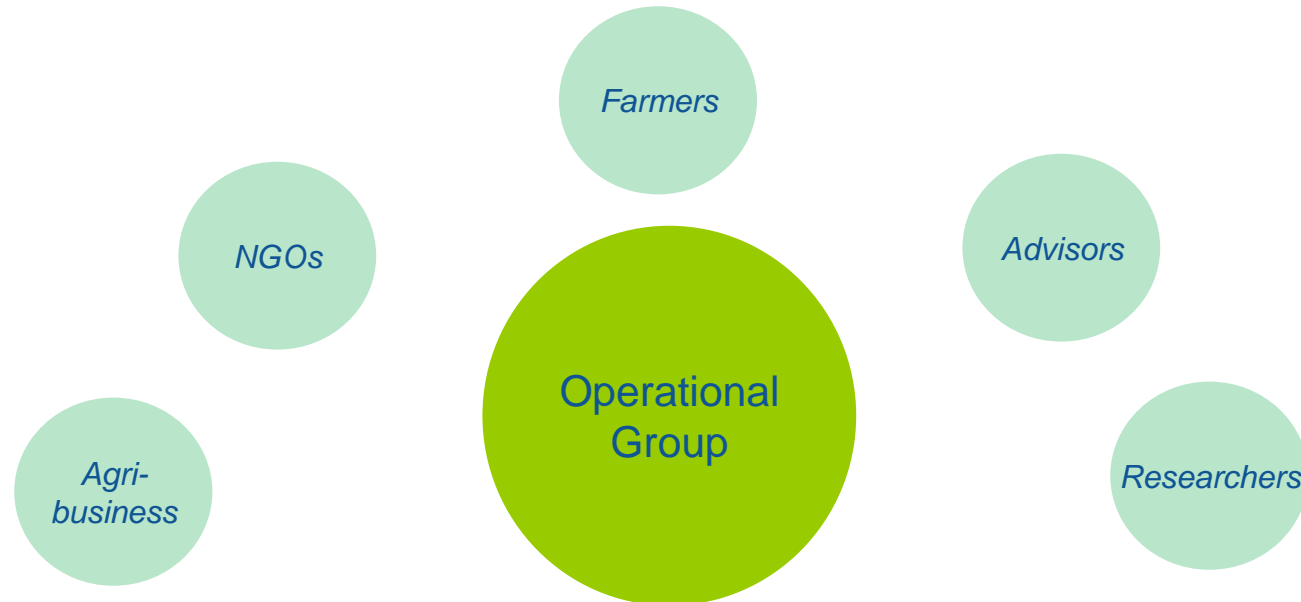 Farmers
NGOs
Advisors
Operational
Group
Agri-
business
Researchers